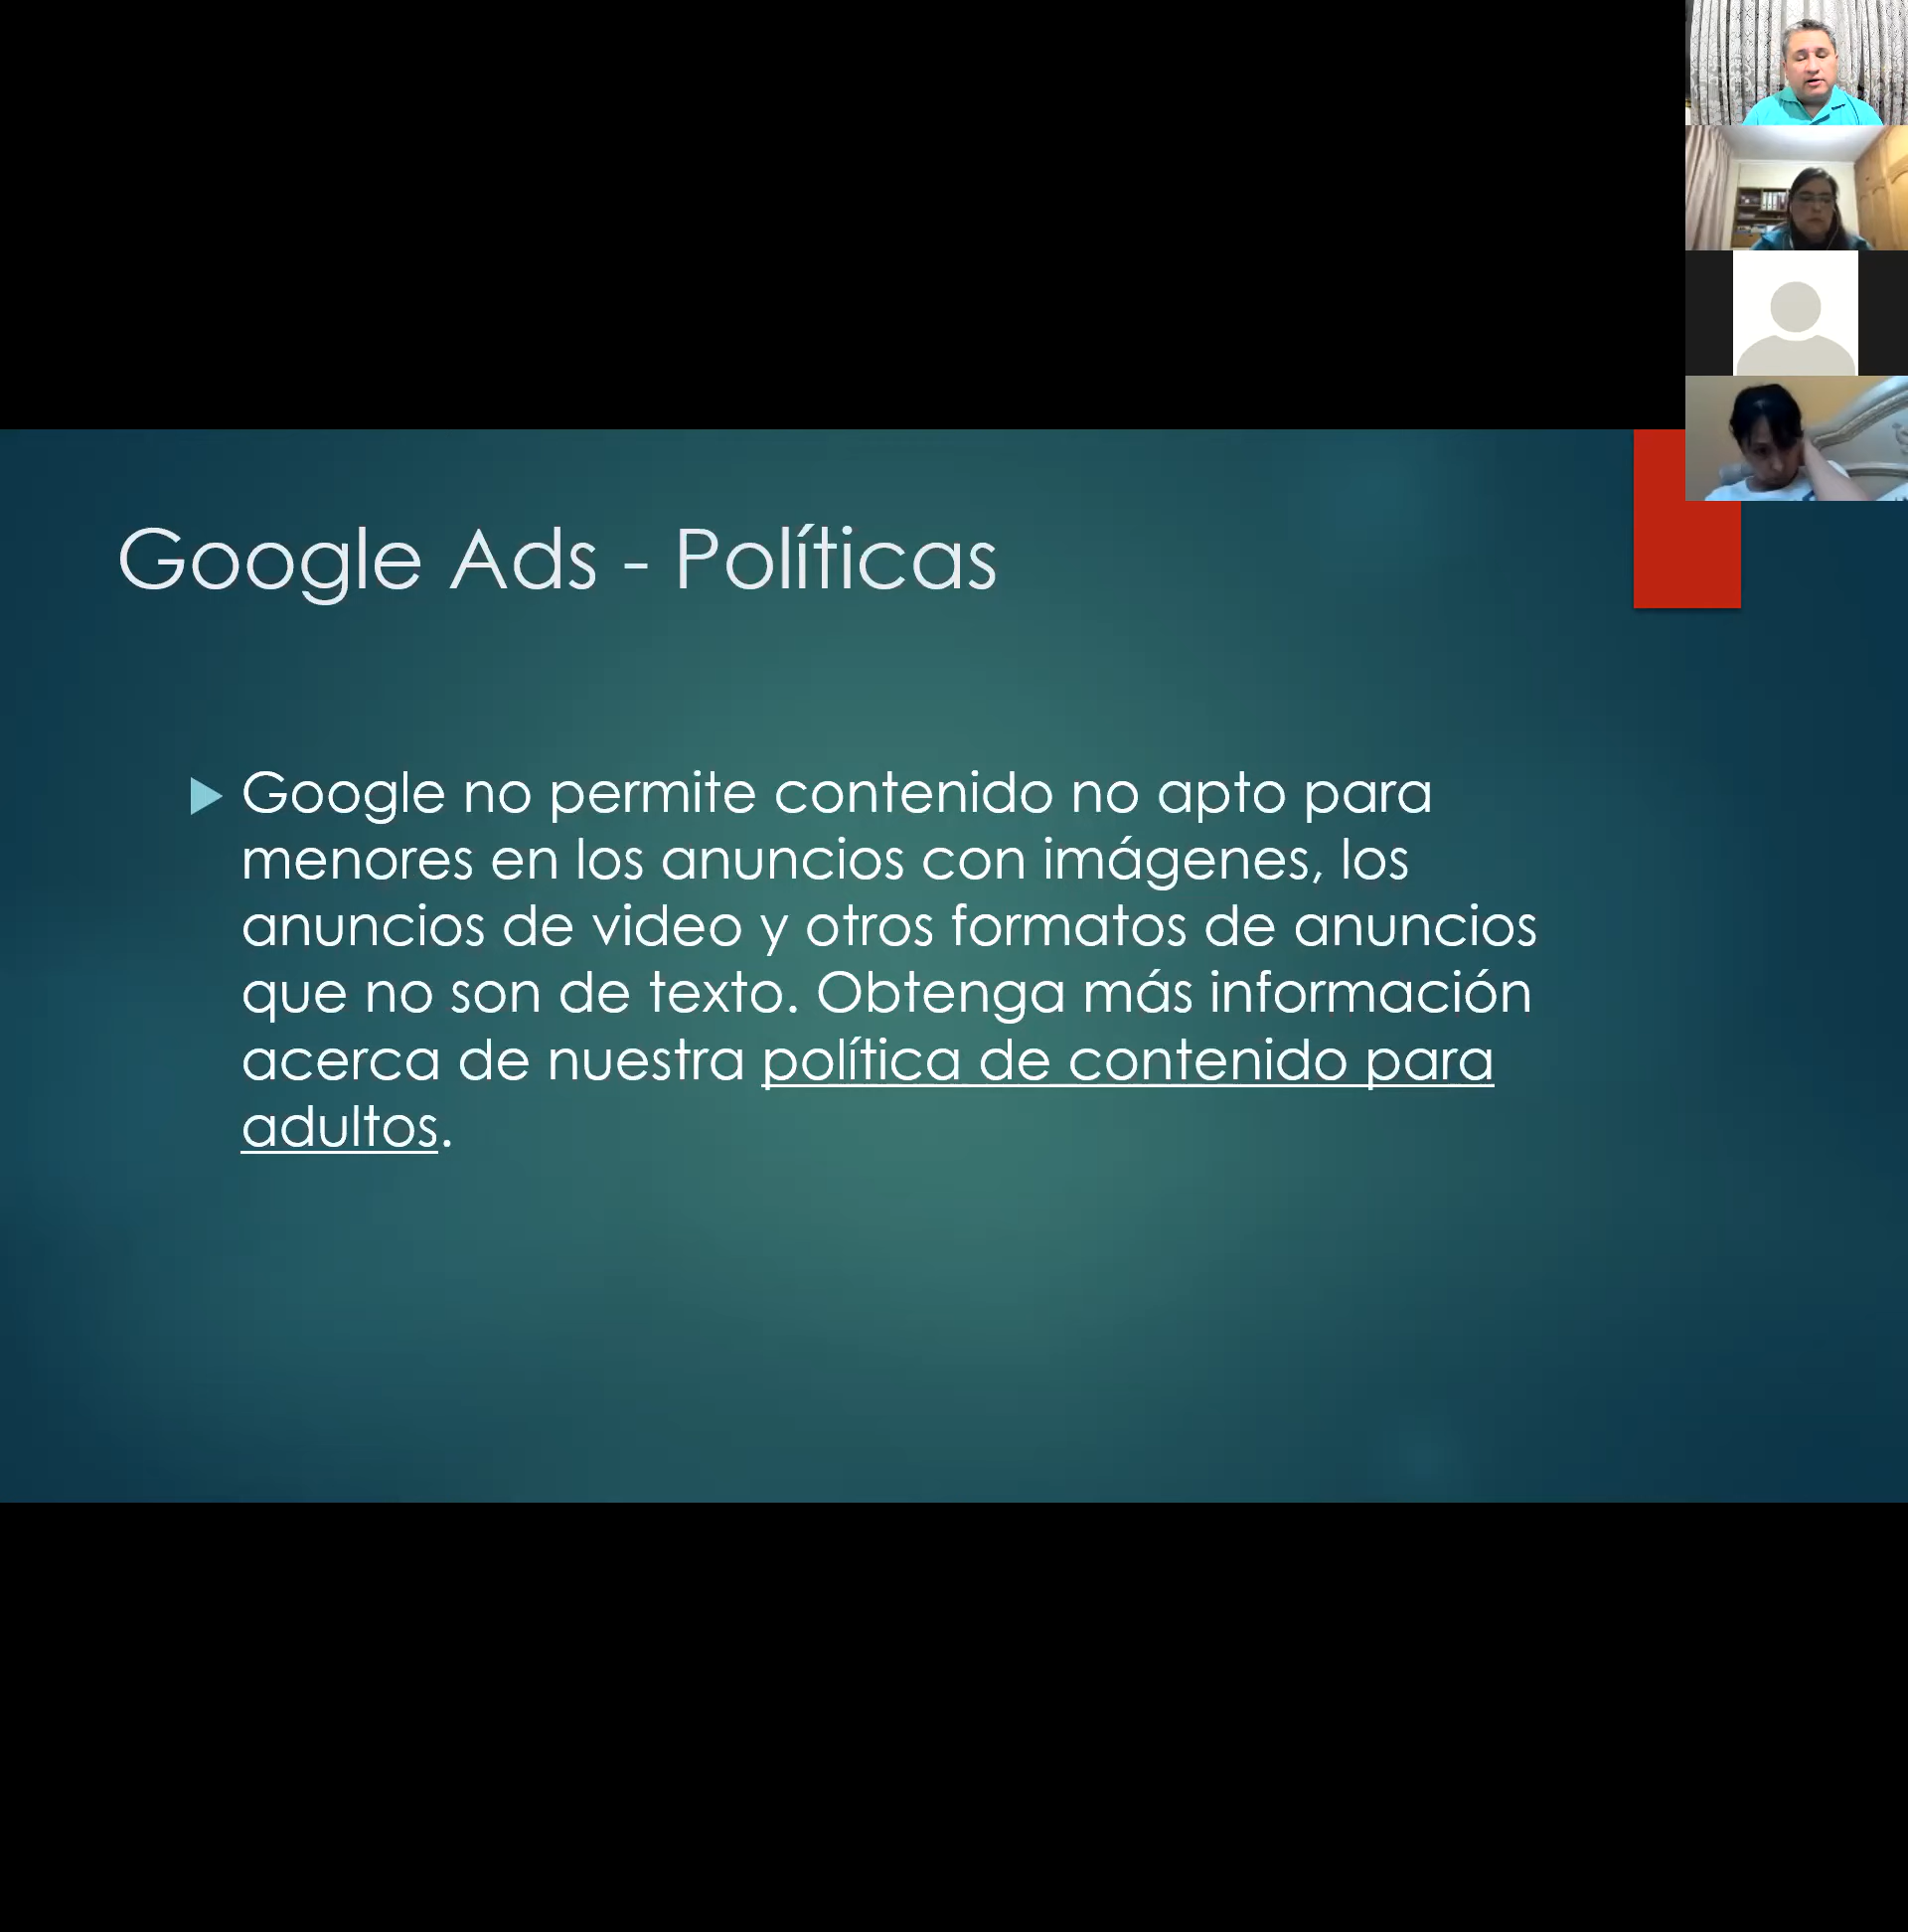 Google Ads - Políticas
Google no permite contenido no apto para
menores en los anuncios con imágenes, los
anuncios de video y otros formatos de anuncios
que no son de texto. Obtenga más información
acerca de nuestra política de contenido para
adultos.